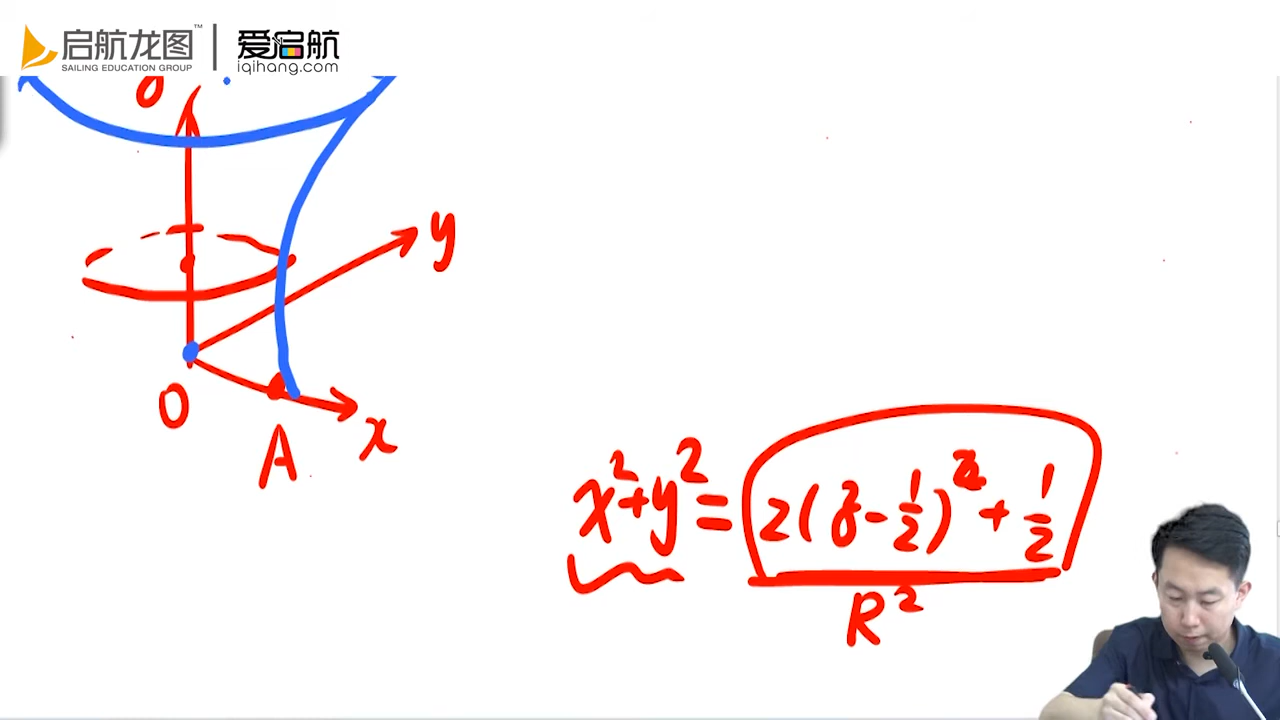 启航龙图™ 爱启航
SAILING EDUCATION GROUP iqihang.com
y
O
A
x
x²+y²=2(z-1/2)²+1/2
R²